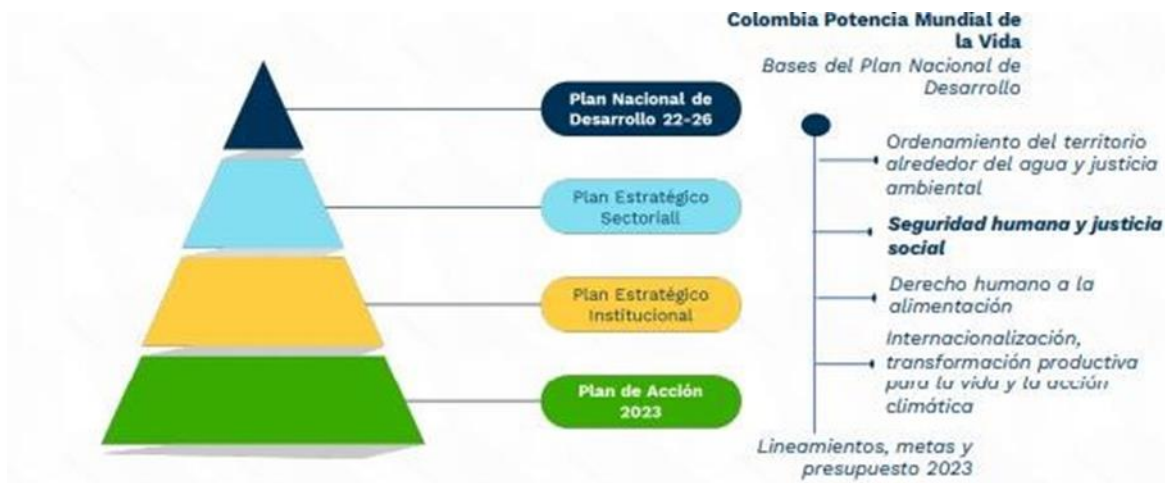 Plan Nacional de
Desarrollo 22-26
Plan Estratégico
Sectoriall
Plan Estratégico
Institucional
Plan de Acción
2023
Colombia Potencia Mundial de
la Vida
Bases del Plan Nacional de
Desarrollo
Ordenamiento del territorio
alrededor del agua y justicia
ambiental
Seguridad humana y justicia
social
Derecho humano a la
alimentación
Internacionalización,
transformación productiva
para la vida y la acción
climática
Lineamientos, metas y
presupuesto 2023